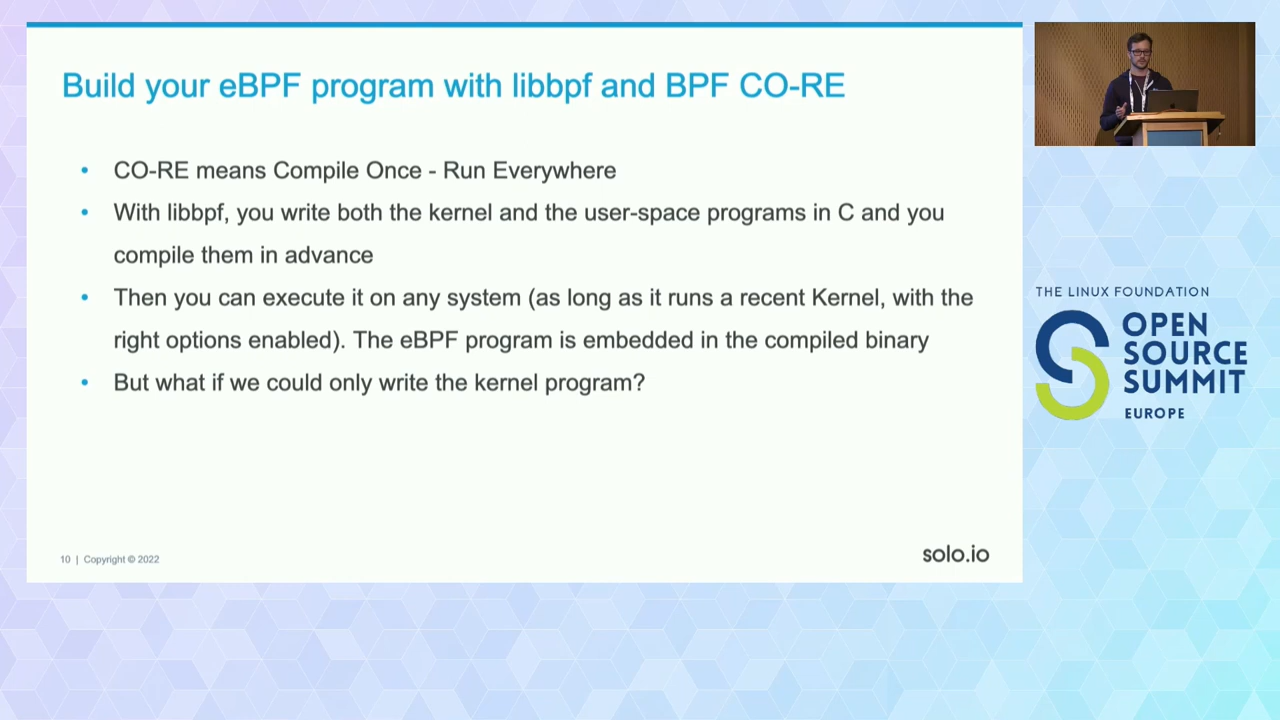 Build your eBPF program with libbpf and BPF CO-RE
• CO-RE means Compile Once - Run Everywhere
• With libbpf, you write both the kernel and the user-space programs in C and you
compile them in advance
• Then you can execute it on any system (as long as it runs a recent Kernel, with the
right options enabled). The eBPF program is embedded in the compiled binary
• But what if we could only write the kernel program?
10 | Copyright © 2022
solo.io
THE LINUX FOUNDATION
OPEN
SOURCE
SUMMIT
EUROPE